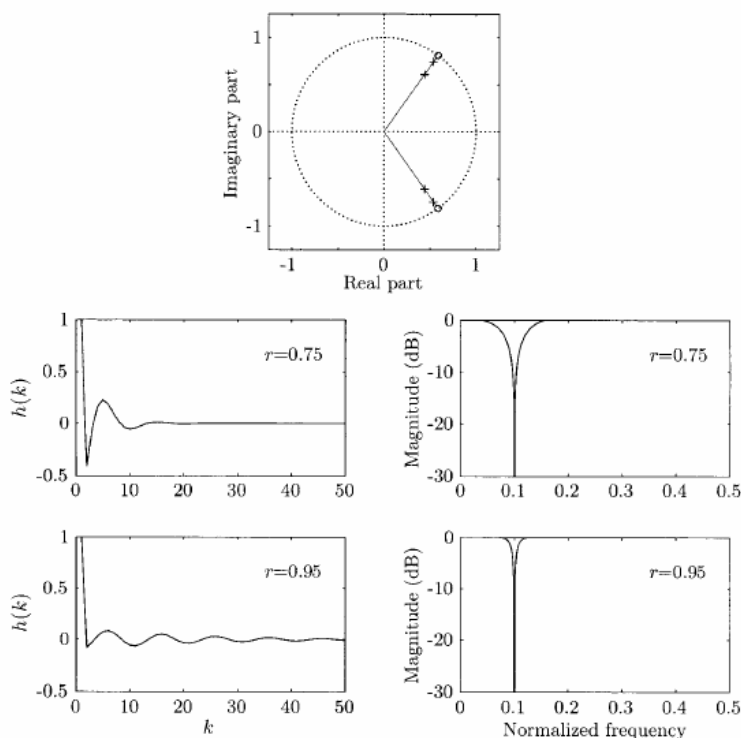 1
0
-1
Imaginary part
-1 0 1
Real part
1
0.5
0
-0.5
h(k)
r=0.75
0 10 20 30 40 50
0
-10
-20
-30
Magnitude (dB)
r=0.75
0 0.1 0.2 0.3 0.4 0.5
1
0.5
0
-0.5
h(k)
r=0.95
0 10 20 30 40 50
k
0
-10
-20
-30
Magnitude (dB)
r=0.95
0 0.1 0.2 0.3 0.4 0.5
Normalized frequency